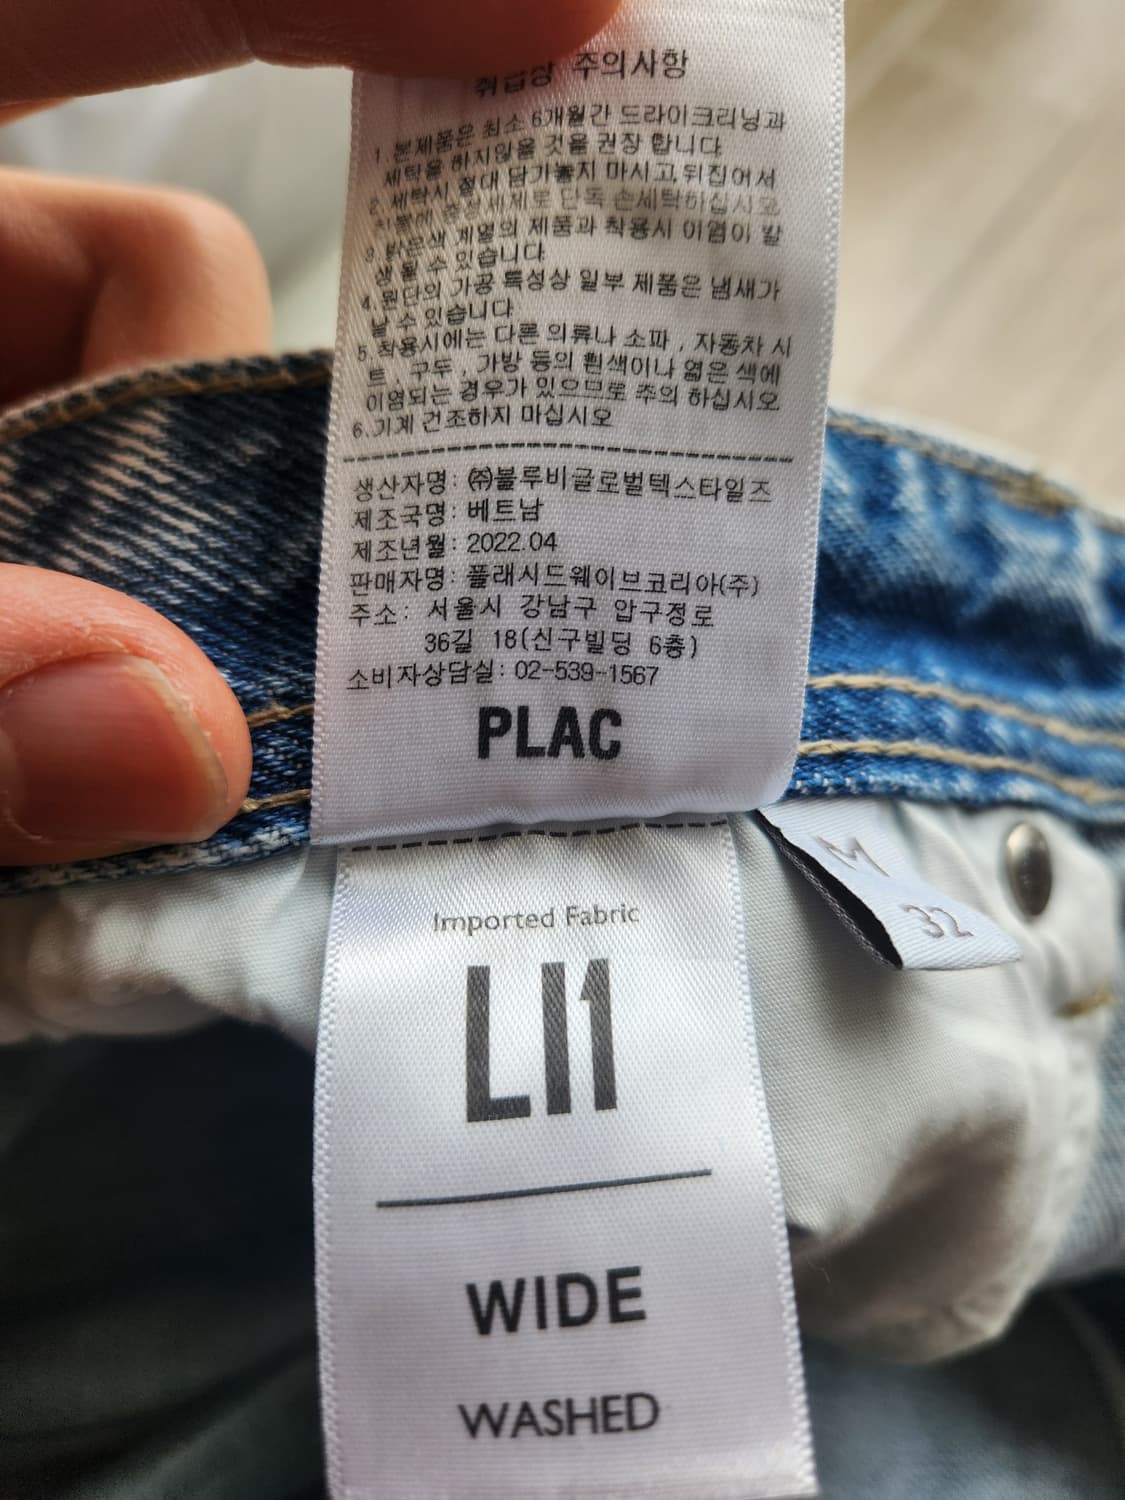 취급상 주의사항
1. 본제품은 최소 6개월간 드라이크리닝과
세탁을 하지않을 것을 권장 합니다
2. 세탁시 절대 담가놓지 마시고,뒤집어서
찬물에 중성세제로 단독 손세탁하십시오
3. 밝은색 계열의 제품과 착용시 이염이 발
생 될 수 있습니다
4. 원단의 가공 특성상 일부 제품은 냄새가
날 수 있습니다
5. 착용시에는 다른 의류나 소파 , 자동차 시
트 , 구두 , 가방 등의 흰색이나 엷은 색에
이염되는 경우가 있으므로 주의 하십시오
6. 기계 건조하지 마십시오
생산자명: ㈜블루비글로벌텍스타일즈
제조국명: 베트남
제조년월: 2022.04
판매자명: 플래시드웨이브코리아(주)
주소: 서울시 강남구 압구정로
36길 18(신구빌딩 6층)
소비자상담실: 02-539-1567
PLAC
Imported Fabric
M
32
L11
WIDE
WASHED